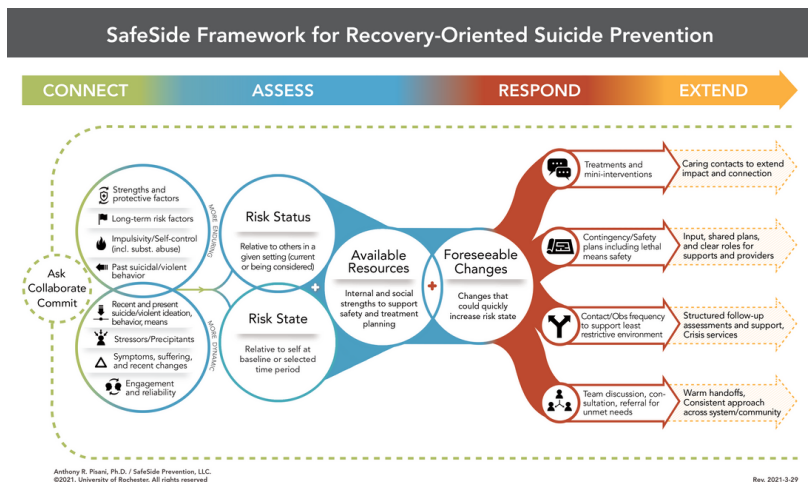 SafeSide Framework for Recovery-Oriented Suicide Prevention
CONNECT
ASSESS
RESPOND
EXTEND
Ask
Collaborate
Commit
Strengths and
protective factors
Long-term risk factors
Impulsivity/Self-control
(incl. subst. abuse)
Past suicidal/violent
behavior
MORE ENDURING
Recent and present
suicide/violent ideation,
behavior, means
Stressors/Precipitants
Symptoms, suffering,
and recent changes
Engagement
and reliability
MORE DYNAMIC
Risk Status
Relative to others in a
given setting (current
or being considered)
+
Risk State
Relative to self at
baseline or selected
time period
Available
Resources
Internal and social
strengths to support
safety and treatment
planning
+
Foreseeable
Changes
Changes that
could quickly
increase risk state
Treatments and
mini-interventions
Caring contacts to extend
impact and connection
Contingency/Safety
plans including lethal
means safety
Input, shared plans,
and clear roles for
supports and providers
Contact/Obs frequency
to support least
restrictive environment
Structured follow-up
assessments and support,
Crisis services
Team discussion, con-
sultation, referral for
unmet needs
Warm handoffs,
Consistent approach
across system/community
Anthony R. Pisani, Ph.D. / SafeSide Prevention, LLC.
©2021, University of Rochester. All rights reserved
Rev. 2021-3-29